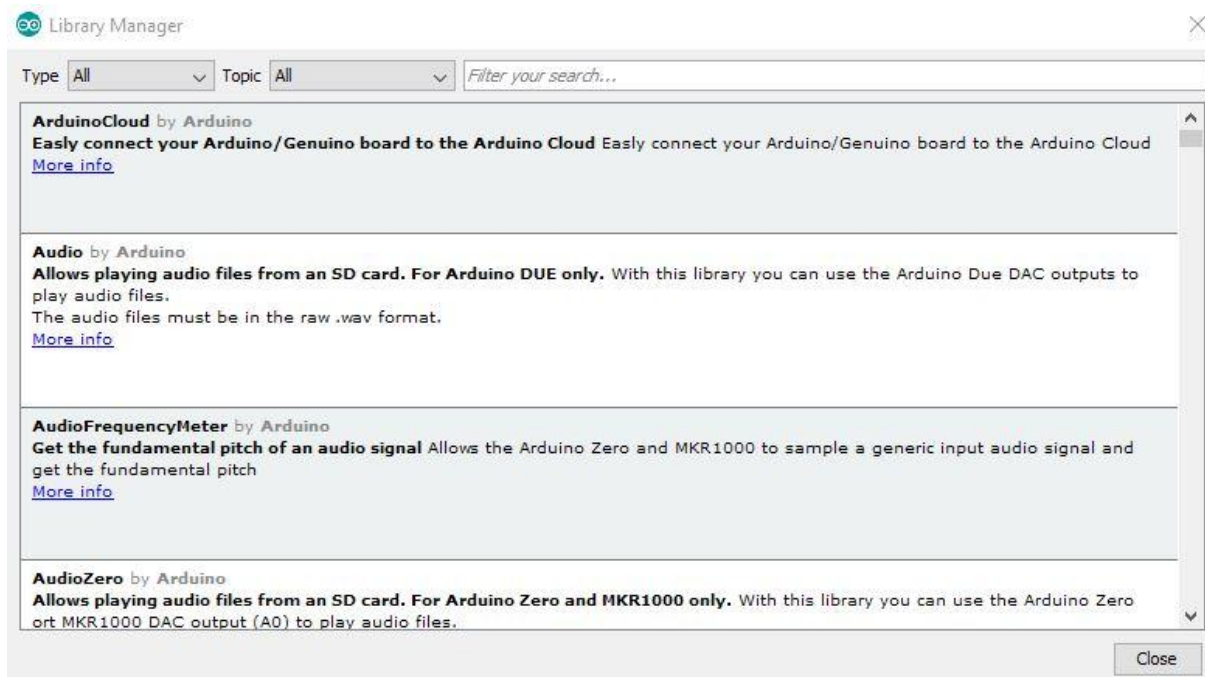 Library Manager
Type All Topic All Filter your search...
ArduinoCloud by Arduino
Easly connect your Arduino/Genuino board to the Arduino Cloud Easly connect your Arduino/Genuino board to the Arduino Cloud
More info
Audio by Arduino
Allows playing audio files from an SD card. For Arduino DUE only. With this library you can use the Arduino Due DAC outputs to
play audio files.
The audio files must be in the raw .wav format.
More info
AudioFrequencyMeter by Arduino
Get the fundamental pitch of an audio signal Allows the Arduino Zero and MKR1000 to sample a generic input audio signal and
get the fundamental pitch
More info
AudioZero by Arduino
Allows playing audio files from an SD card. For Arduino Zero and MKR1000 only. With this library you can use the Arduino Zero
ort MKR1000 DAC output (A0) to play audio files.
Close